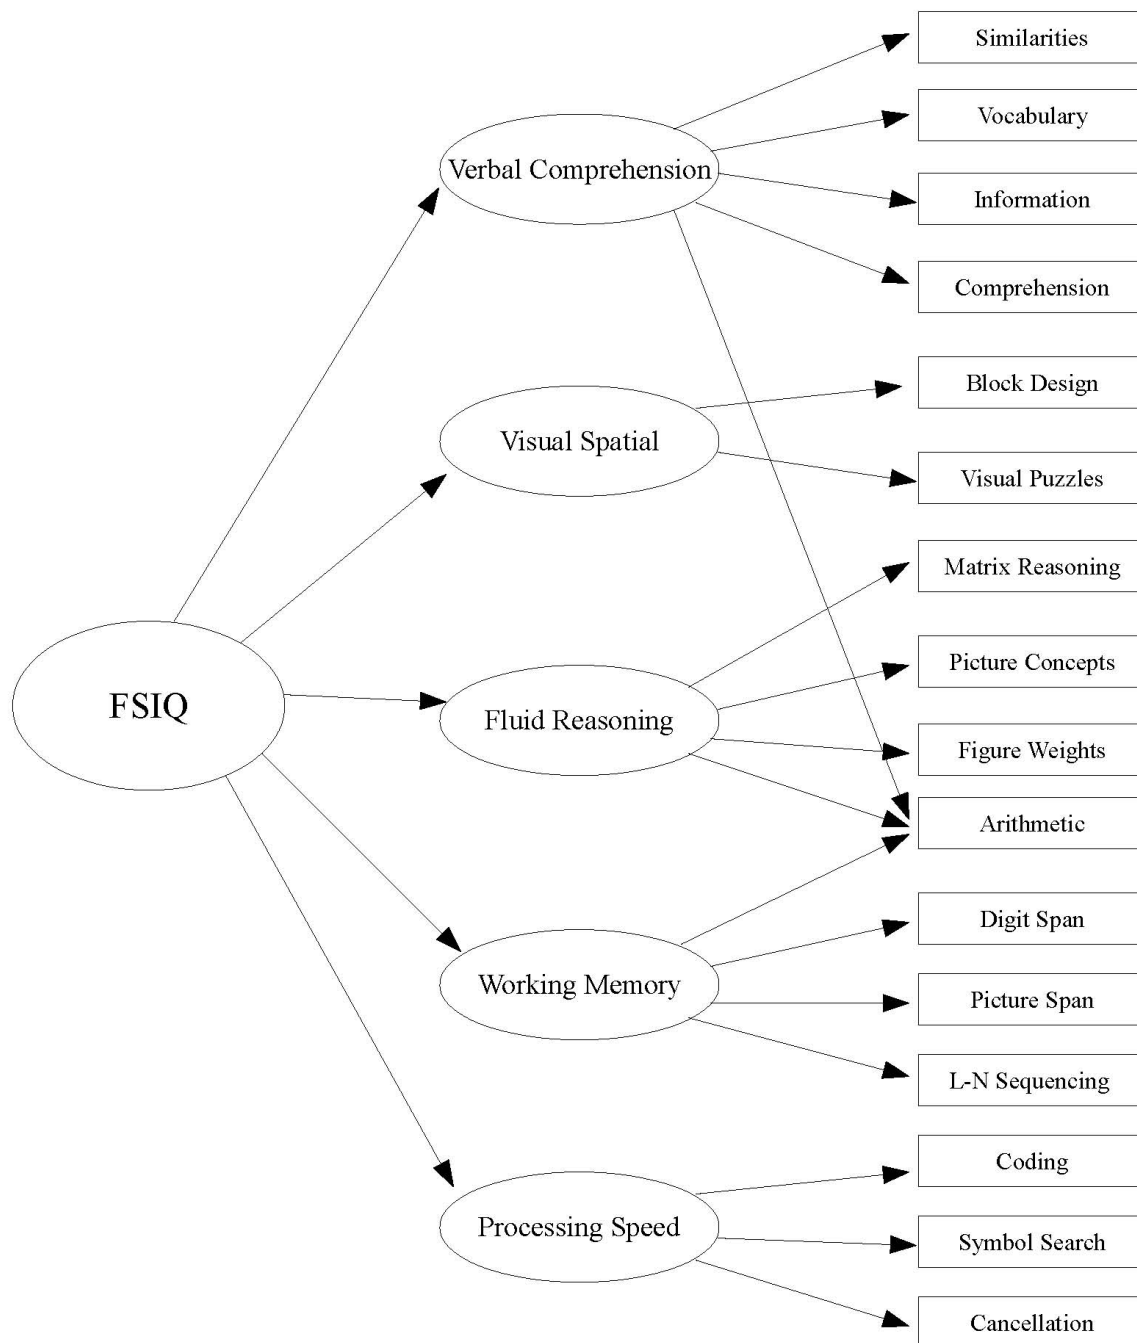 Similarities
Vocabulary
Verbal Comprehension
Information
Comprehension
Block Design
Visual Spatial
Visual Puzzles
Matrix Reasoning
Picture Concepts
FSIQ
Fluid Reasoning
Figure Weights
Arithmetic
Digit Span
Working Memory
Picture Span
L-N Sequencing
Coding
Processing Speed
Symbol Search
Cancellation